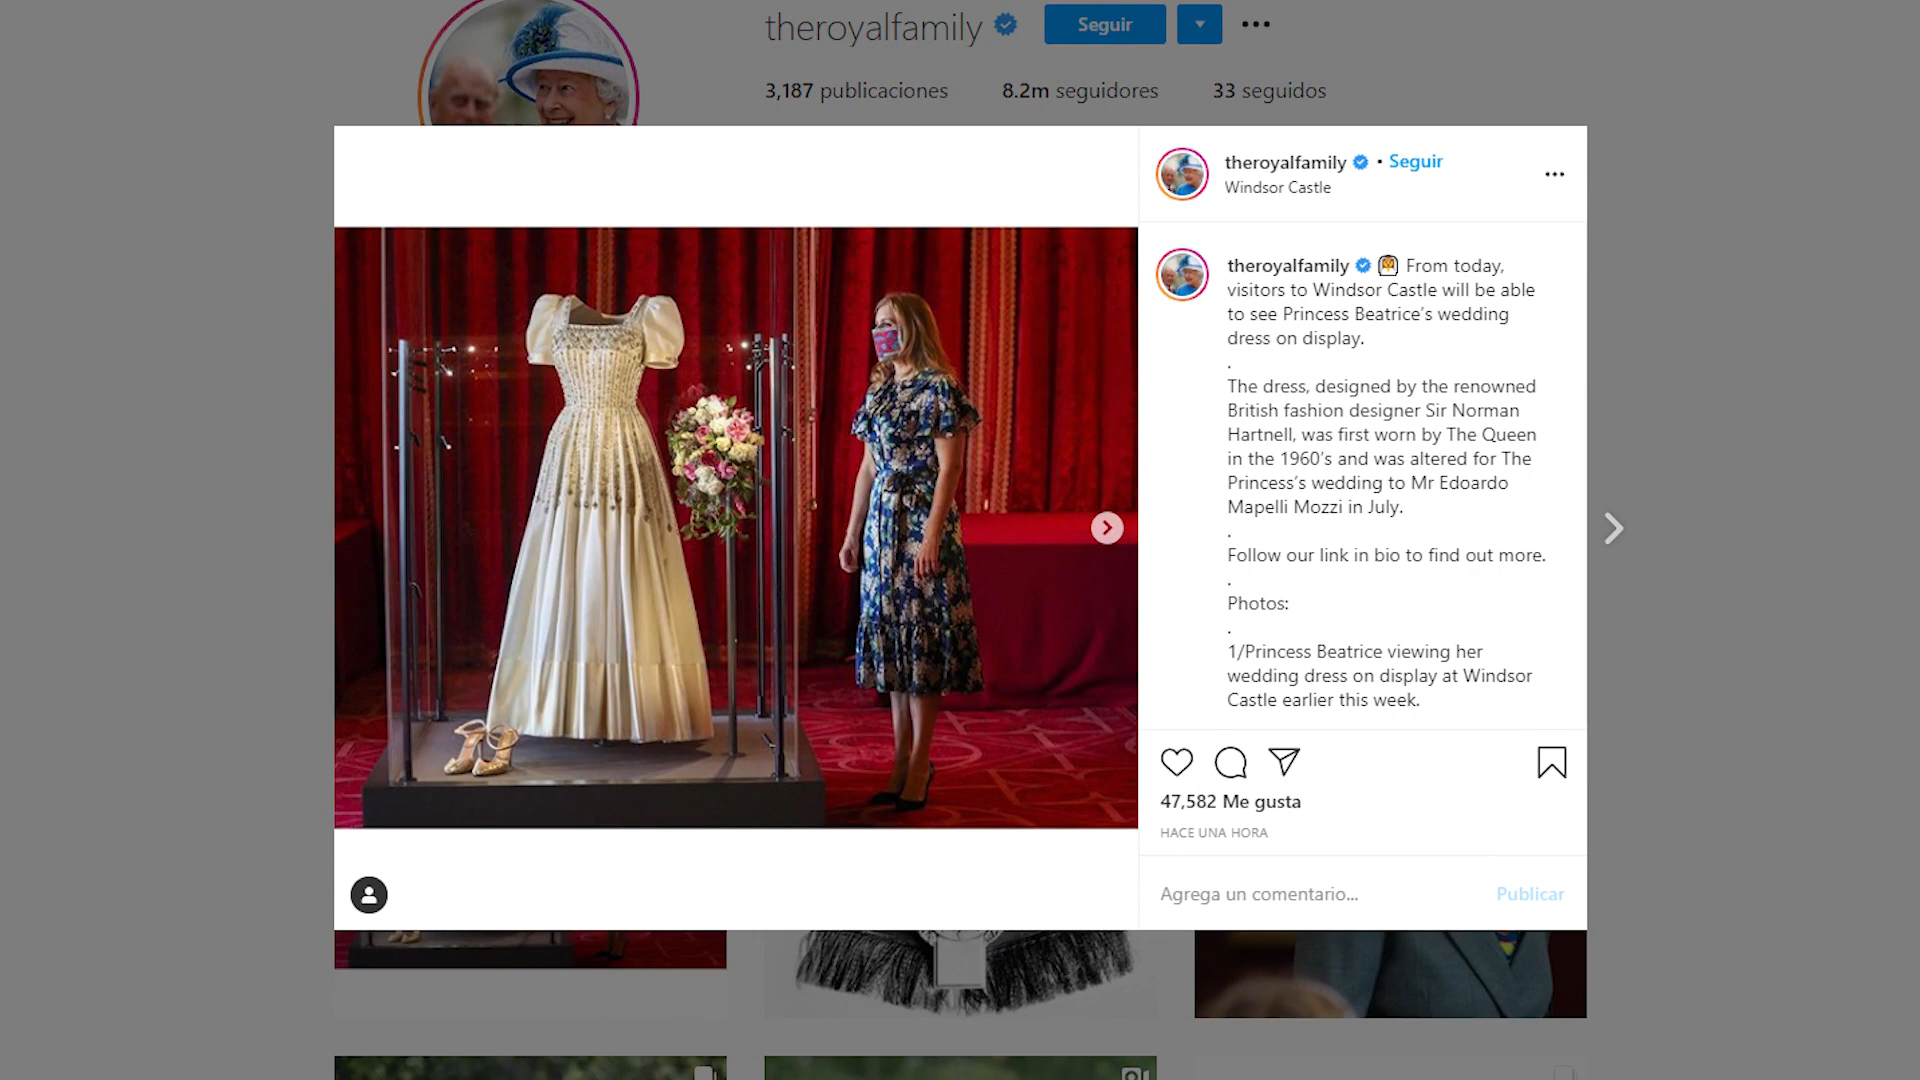 theroyalfamily Seguir
3,187 publicaciones 8.2m seguidores 33 seguidos
theroyalfamily • Seguir
Windsor Castle
theroyalfamily From today,
visitors to Windsor Castle will be able
to see Princess Beatrice's wedding
dress on display.
.
The dress, designed by the renowned
British fashion designer Sir Norman
Hartnell, was first worn by The Queen
in the 1960's and was altered for The
Princess's wedding to Mr Edoardo
Mapelli Mozzi in July.
.
Follow our link in bio to find out more.
.
Photos:
.
1/Princess Beatrice viewing her
wedding dress on display at Windsor
Castle earlier this week.
47,582 Me gusta
HACE UNA HORA
Agrega un comentario... Publicar